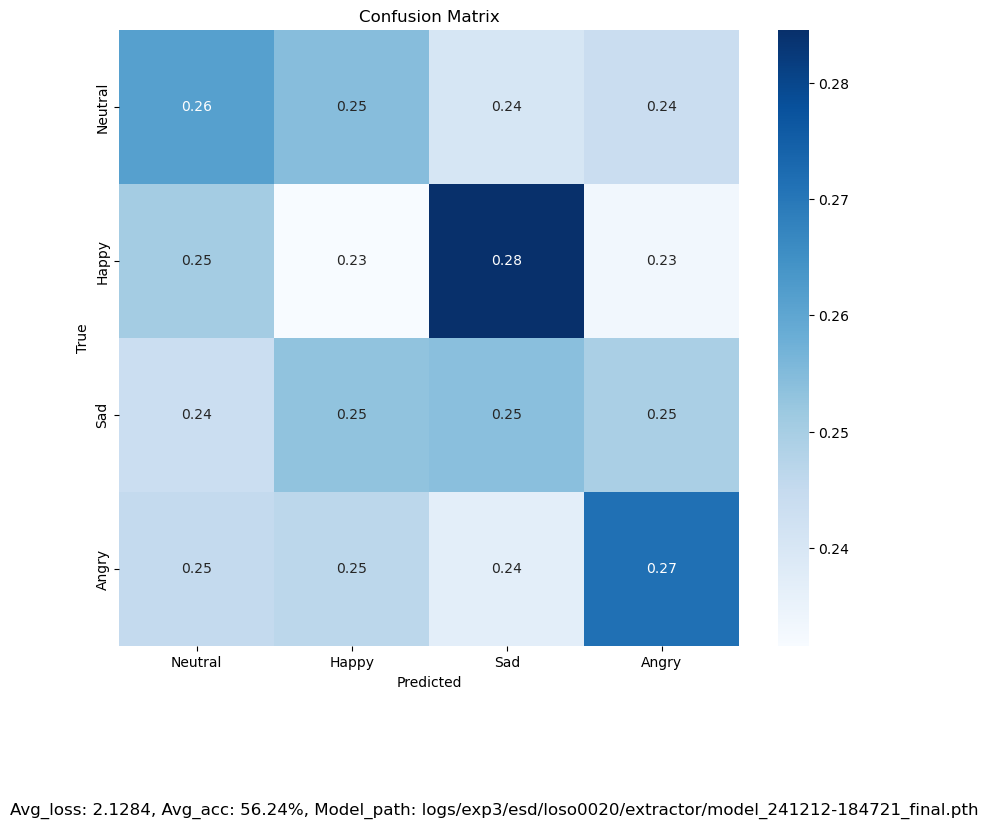 Confusion Matrix
Neutral 0.26 0.25 0.24 0.24
Happy 0.25 0.23 0.28 0.23
Sad 0.24 0.25 0.25 0.25
Angry 0.25 0.25 0.24 0.27
True
Neutral Happy Sad Angry
Predicted
0.28
0.27
0.26
0.25
0.24
Avg_loss: 2.1284, Avg_acc: 56.24%, Model_path: logs/exp3/esd/loso0020/extractor/model_241212-184721_final.pth